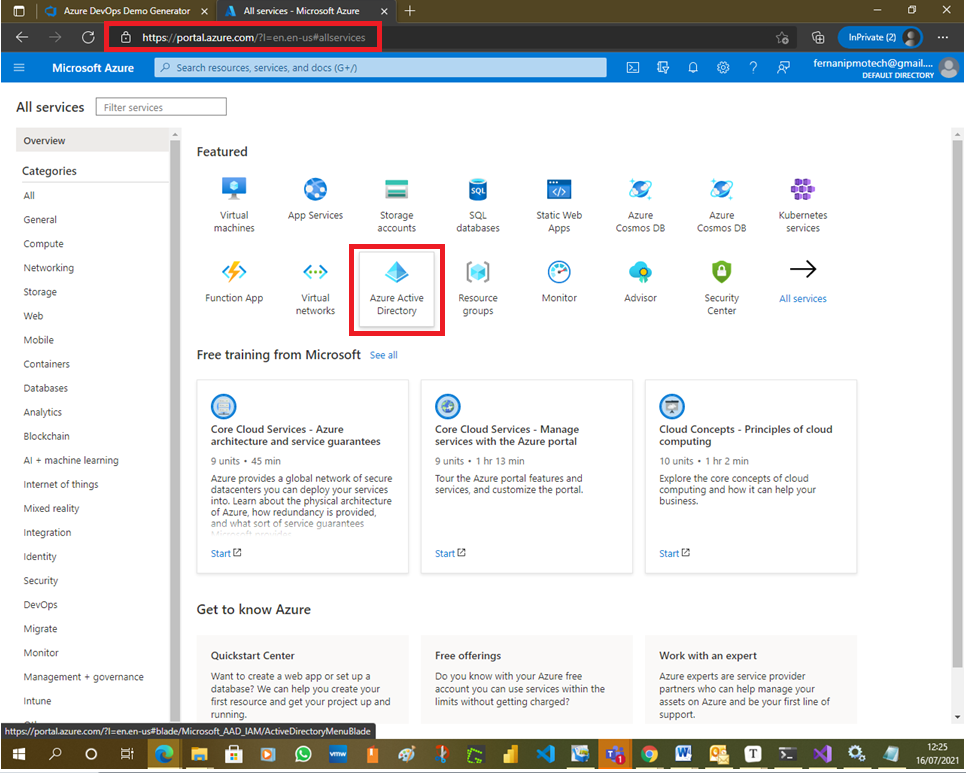 Azure DevOps Demo Generator
All services - Microsoft Azure
https://portal.azure.com/?l=en.en-us#allservices
InPrivate (2)
Microsoft Azure
Search resources, services, and docs (G+/)
fernanipmotech@gmail....
DEFAULT DIRECTORY
All services
Filter services
Overview
Categories
All
General
Compute
Networking
Storage
Web
Mobile
Containers
Databases
Analytics
Blockchain
AI + machine learning
Internet of things
Mixed reality
Integration
Identity
Security
DevOps
Migrate
Monitor
Management + governance
Intune
Featured
Virtual
machines
App Services
Storage
accounts
SQL
SQL
databases
Static Web
Apps
Azure
Cosmos DB
Azure
Cosmos DB
Kubernetes
services
Function App
Virtual
networks
Azure Active
Directory
Resource
groups
Monitor
Advisor
Security
Center
All services
Free training from Microsoft See all
Core Cloud Services - Azure
architecture and service guarantees
9 units • 45 min
Azure provides a global network of secure
datacenters you can deploy your services
into. Learn about the physical architecture
of Azure, how redundancy is provided,
and what sort of service guarantees
Microsoft provides
Start
Core Cloud Services - Manage
services with the Azure portal
9 units • 1 hr 13 min
Tour the Azure portal features and
services, and customize the portal.
Start
Cloud Concepts - Principles of cloud
computing
10 units • 1 hr 2 min
Explore the core concepts of cloud
computing and how it can help your
business.
Start
Get to know Azure
Quickstart Center
Want to create a web app or set up a
database? We can help you create your
first resource and get your project up and
running.
Free offerings
Do you know with your Azure free
account you can use services within the
limits without getting charged?
Work with an expert
Azure experts are service provider
partners who can help manage your
assets on Azure and be your first line of
support.
https://portal.azure.com/?l=en.en-us#blade/Microsoft_AAD_IAM/ActiveDirectoryMenuBlade
vmw
1
W
T
12:25
16/07/2021